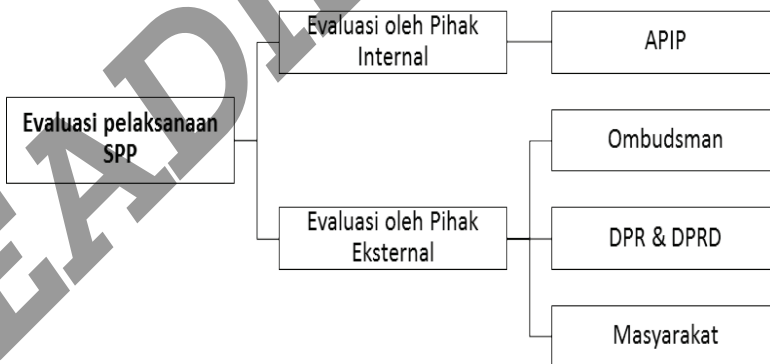 Evaluasi pelaksanaan
SPP
Evaluasi oleh Pihak
Internal
APIP
Evaluasi oleh Pihak
Eksternal
Ombudsman
DPR & DPRD
Masyarakat